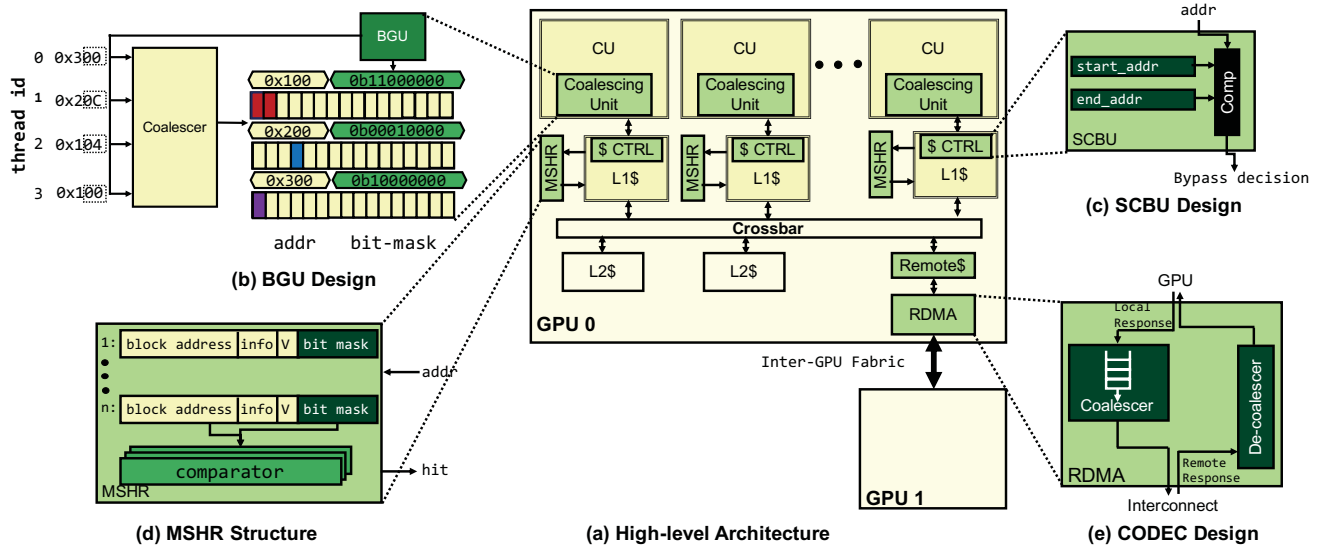 thread id
0 0x300
1 0x20C
2 0x104
3 0x100
Coalescer
BGU
0x100 0b11000000
0x200 0b00010000
0x300 0b10000000
addr bit-mask
(b) BGU Design
1: block address info V bit mask
addr
n: block address info V bit mask
comparator
hit
MSHR
(d) MSHR Structure
CU CU CU
Coalescing Unit Coalescing Unit Coalescing Unit
MSHR $ CTRL L1$
MSHR $ CTRL L1$
MSHR $ CTRL L1$
Crossbar
L2$ L2$ Remote$
RDMA
GPU 0
Inter-GPU Fabric
GPU 1
(a) High-level Architecture
addr
start_addr
end_addr
Comp
SCBU
Bypass decision
(c) SCBU Design
GPU
Local
Response
Coalescer
De-coalescer
Remote
Response
RDMA
Interconnect
(e) CODEC Design